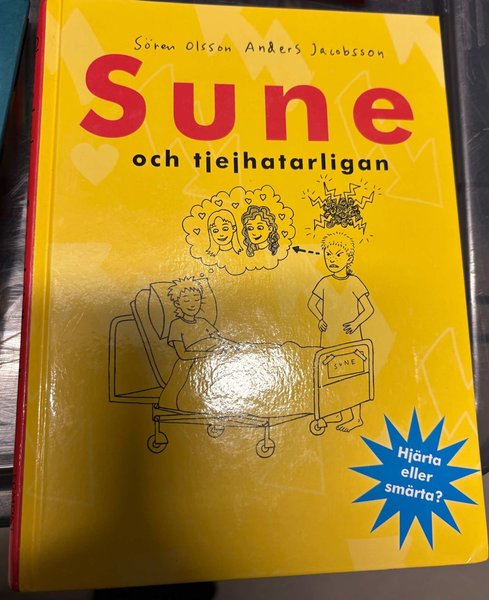 Sören Olsson Anders Jacobsson
Sune
och tjejhatarligan
SUNE
Hjärta
eller
smärta?